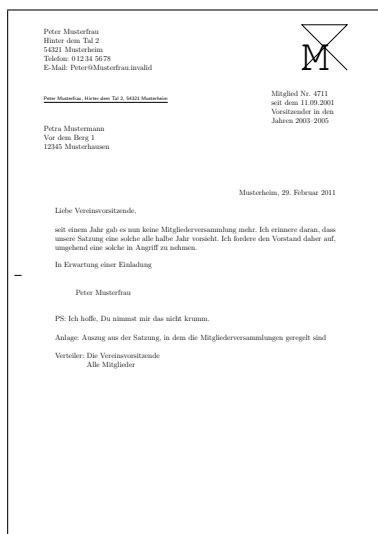 Peter Musterfrau
Hinter dem Tal 2
54321 Musterheim
Telefon: 0 12 34 56 78
E-Mail: Peter@Musterfrau.invalid
M
Peter Musterfrau, Hinter dem Tal 2, 54321 Musterheim
Mitglied Nr. 4711
seit dem 11.09.2001
Vorsitzender in den
Jahren 2003–2005
Petra Mustermann
Vor dem Berg 1
12345 Musterhausen
Musterheim, 29. Februar 2011
Liebe Vereinsvorsitzende,
seit einem Jahr gab es nun keine Mitgliederversammlung mehr. Ich erinnere daran, dass
unsere Satzung eine solche alle halbe Jahr vorsieht. Ich fordere den Vorstand daher auf,
umgehend eine solche in Angriff zu nehmen.
In Erwartung einer Einladung
Peter Musterfrau
PS: Ich hoffe, Du nimmst mir das nicht krumm.
Anlage: Auszug aus der Satzung, in dem die Mitgliederversammlungen geregelt sind
Verteiler: Die Vereinsvorsitzende
Alle Mitglieder